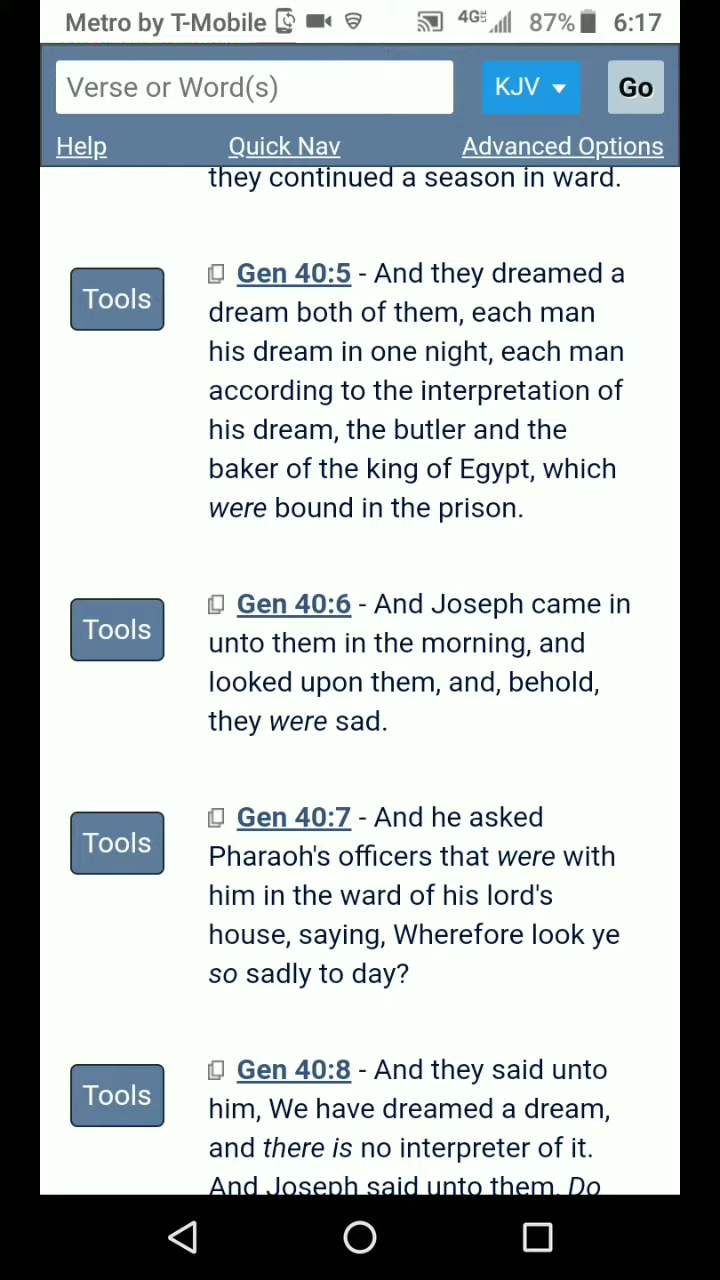 Metro by T-Mobile 4G 87% 6:17
Verse or Word(s) KJV Go
Help Quick Nav Advanced Options
they continued a season in ward.
Tools
Gen 40:5 - And they dreamed a
dream both of them, each man
his dream in one night, each man
according to the interpretation of
his dream, the butler and the
baker of the king of Egypt, which
were bound in the prison.
Tools
Gen 40:6 - And Joseph came in
unto them in the morning, and
looked upon them, and, behold,
they were sad.
Tools
Gen 40:7 - And he asked
Pharaoh's officers that were with
him in the ward of his lord's
house, saying, Wherefore look ye
so sadly to day?
Tools
Gen 40:8 - And they said unto
him, We have dreamed a dream,
and there is no interpreter of it.
And Joseph said unto them, Do